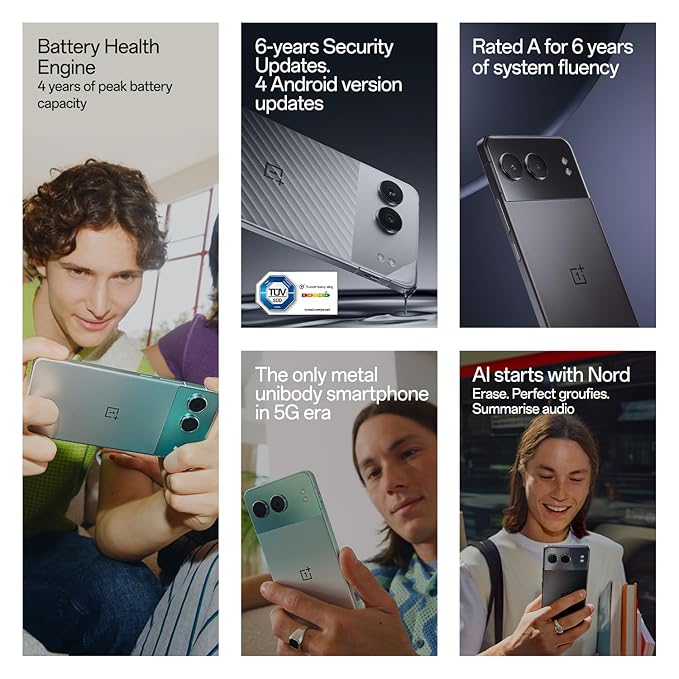 Battery Health
Engine
4 years of peak battery
capacity
6-years Security
Updates.
4 Android version
updates
TÜV
SÜD
Rated A for 6 years
of system fluency
The only metal
unibody smartphone
in 5G era
AI starts with Nord
Erase. Perfect groufies.
Summarise audio